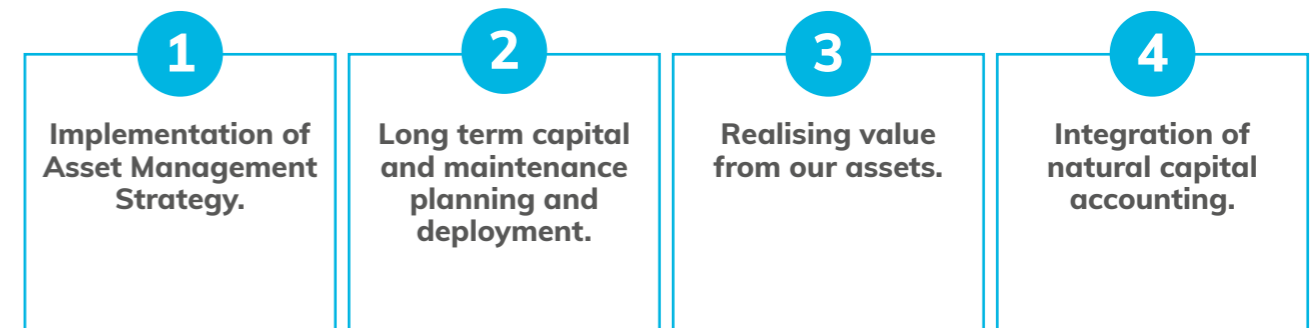 1
Implementation of
Asset Management
Strategy.
2
Long term capital
and maintenance
planning and
deployment.
3
Realising value
from our assets.
4
Integration of
natural capital
accounting.